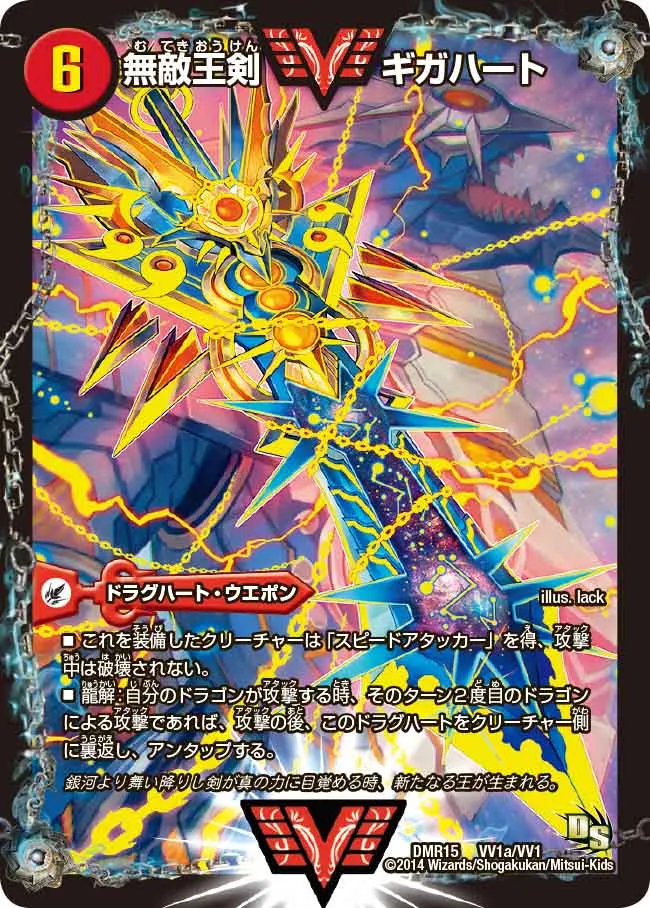 6
無敵王剣 ギガハート
むてきおうけん
ドラグハート・ウエポン
illus. lack
■ これを装備したクリーチャーは「スピードアタッカー」を得、攻撃
中は破壊されない。
■ 龍解:自分のドラゴンが攻撃する時、そのターン2度目のドラゴン
による攻撃であれば、攻撃の後、このドラグハートをクリーチャー側
に裏返し、アンタップする。
銀河より舞い降りし剣が真の力に目覚める時、新たなる王が生まれる。
DS
DMR15 VV1a/VV1
©2014 Wizards/Shogakukan/Mitsui-Kids